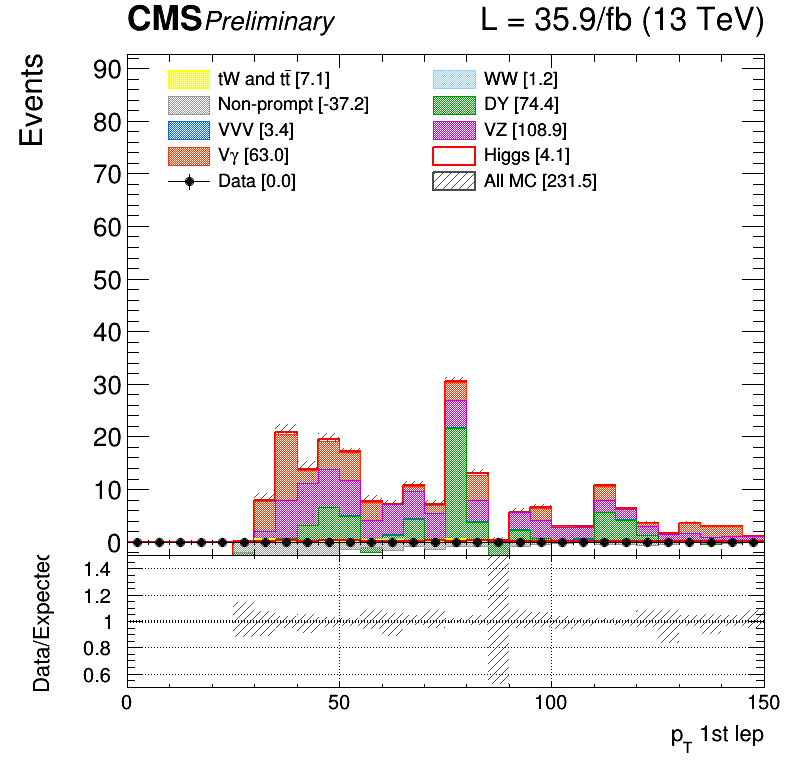 CMS Preliminary L = 35.9/fb (13 TeV)
Events
90
80
70
60
50
40
30
20
10
0
tW and tt̄ [7.1]
WW [1.2]
Non-prompt [-37.2]
DY [74.4]
VVV [3.4]
VZ [108.9]
Vγ [63.0]
Higgs [4.1]
Data [0.0]
All MC [231.5]
Data/Expected
1.4
1.2
1
0.8
0.6
0 50 100 150
p_T 1st lep